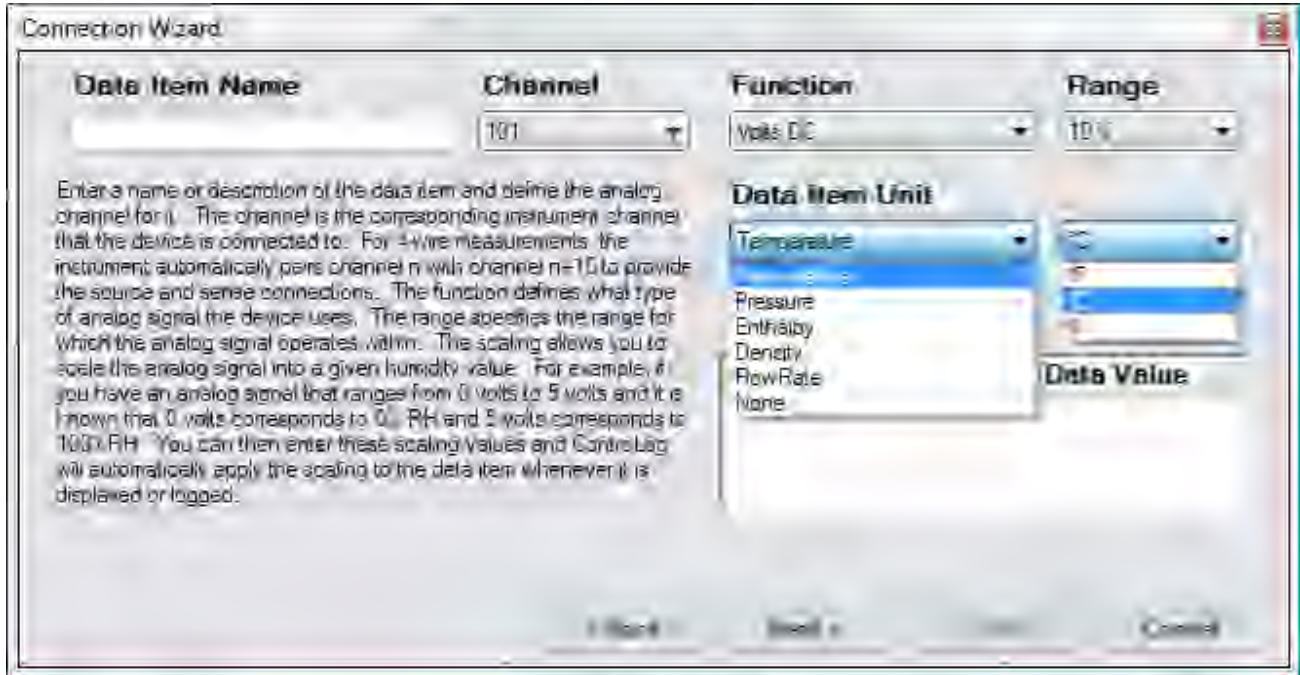 Connection Wizard
Data Item Name Channel Function Range
101 Volts DC 10 V
Enter a name or description of the data item and define the analog
channel for it. The channel is the corresponding instrument channel
that the device is connected to. For 4-wire measurements, the
instrument automatically pairs channel n with channel n+10 to provide
the source and sense connections. The function defines what type
of analog signal the device uses. The range specifies the range for
which the analog signal operates within. The scaling allows you to
scale the analog signal into a given humidity value. For example, if
you have an analog signal that ranges from 0 volts to 5 volts and it is
known that 0 volts corresponds to RH and 5 volts corresponds to
RH. You can then enter these scaling values and ControLog
will automatically apply the scaling to the data item whenever it is
displayed or logged.
Data Item Unit
Temperature
Pressure
Enthalpy
Density
Flow Rate
None
Data Value
< Back Next > Cancel